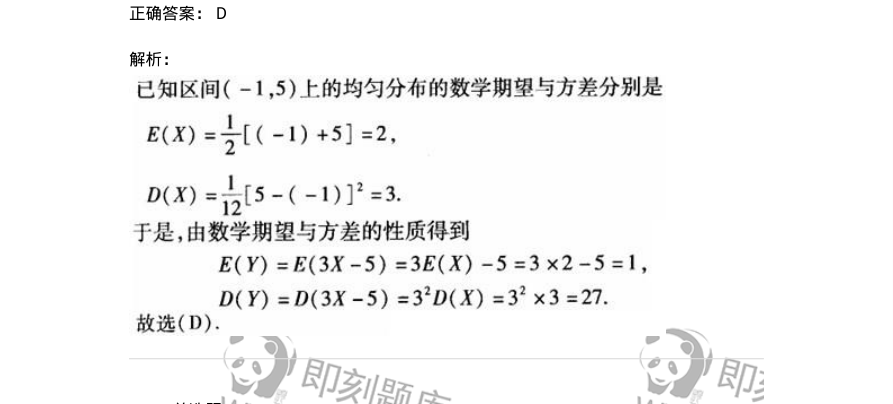 正确答案： D
解析：
已知区间( -1,5)上的均匀分布的数学期望与方差分别是
E(X) = 1/2[( -1) +5] =2,
D(X) = 1/12[5 -( -1)]² =3.
于是,由数学期望与方差的性质得到
E(Y) =E(3X -5) =3E(X) -5 =3 ×2 -5 =1,
D(Y) =D(3X -5) =3²D(X) =3² ×3 =27.
故选(D).
即刻题库 即刻